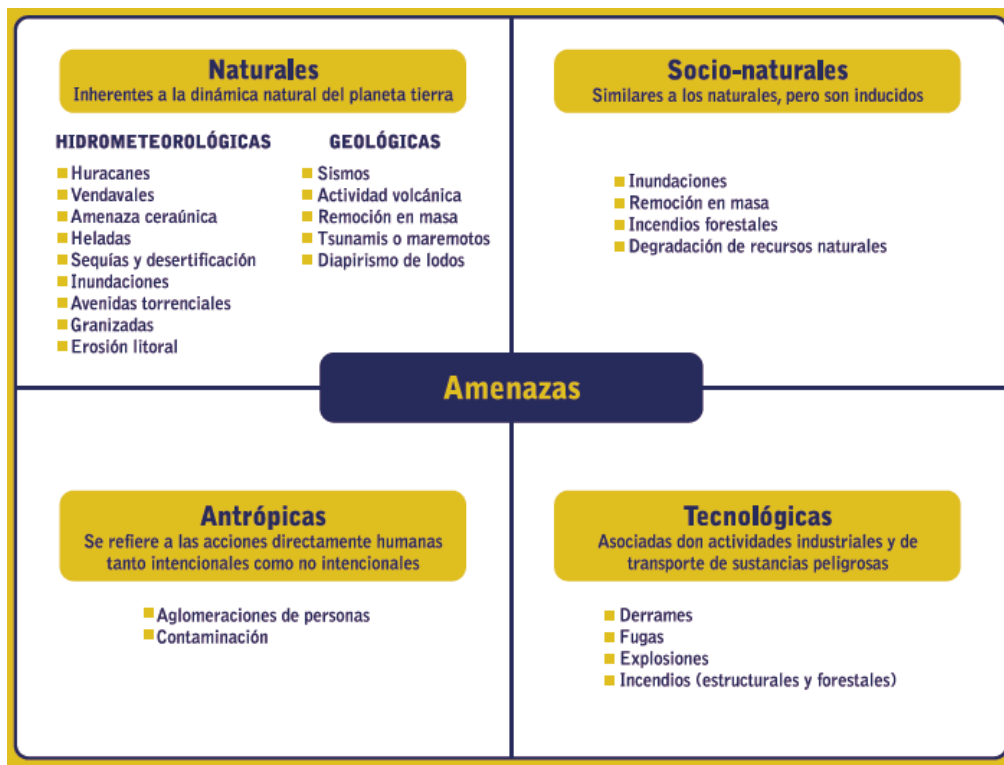 Naturales
Inherentes a la dinámica natural del planeta tierra
HIDROMETEOROLÓGICAS
Huracanes
Vendavales
Amenaza ceraúnica
Heladas
Sequías y desertificación
Inundaciones
Avenidas torrenciales
Granizadas
Erosión litoral
GEOLÓGICAS
Sismos
Actividad volcánica
Remoción en masa
Tsunamis o maremotos
Diapirismo de lodos
Socio-naturales
Similares a los naturales, pero son inducidos
Inundaciones
Remoción en masa
Incendios forestales
Degradación de recursos naturales
Amenazas
Antrópicas
Se refiere a las acciones directamente humanas
tanto intencionales como no intencionales
Aglomeraciones de personas
Contaminación
Tecnológicas
Asociadas don actividades industriales y de
transporte de sustancias peligrosas
Derrames
Fugas
Explosiones
Incendios (estructurales y forestales)